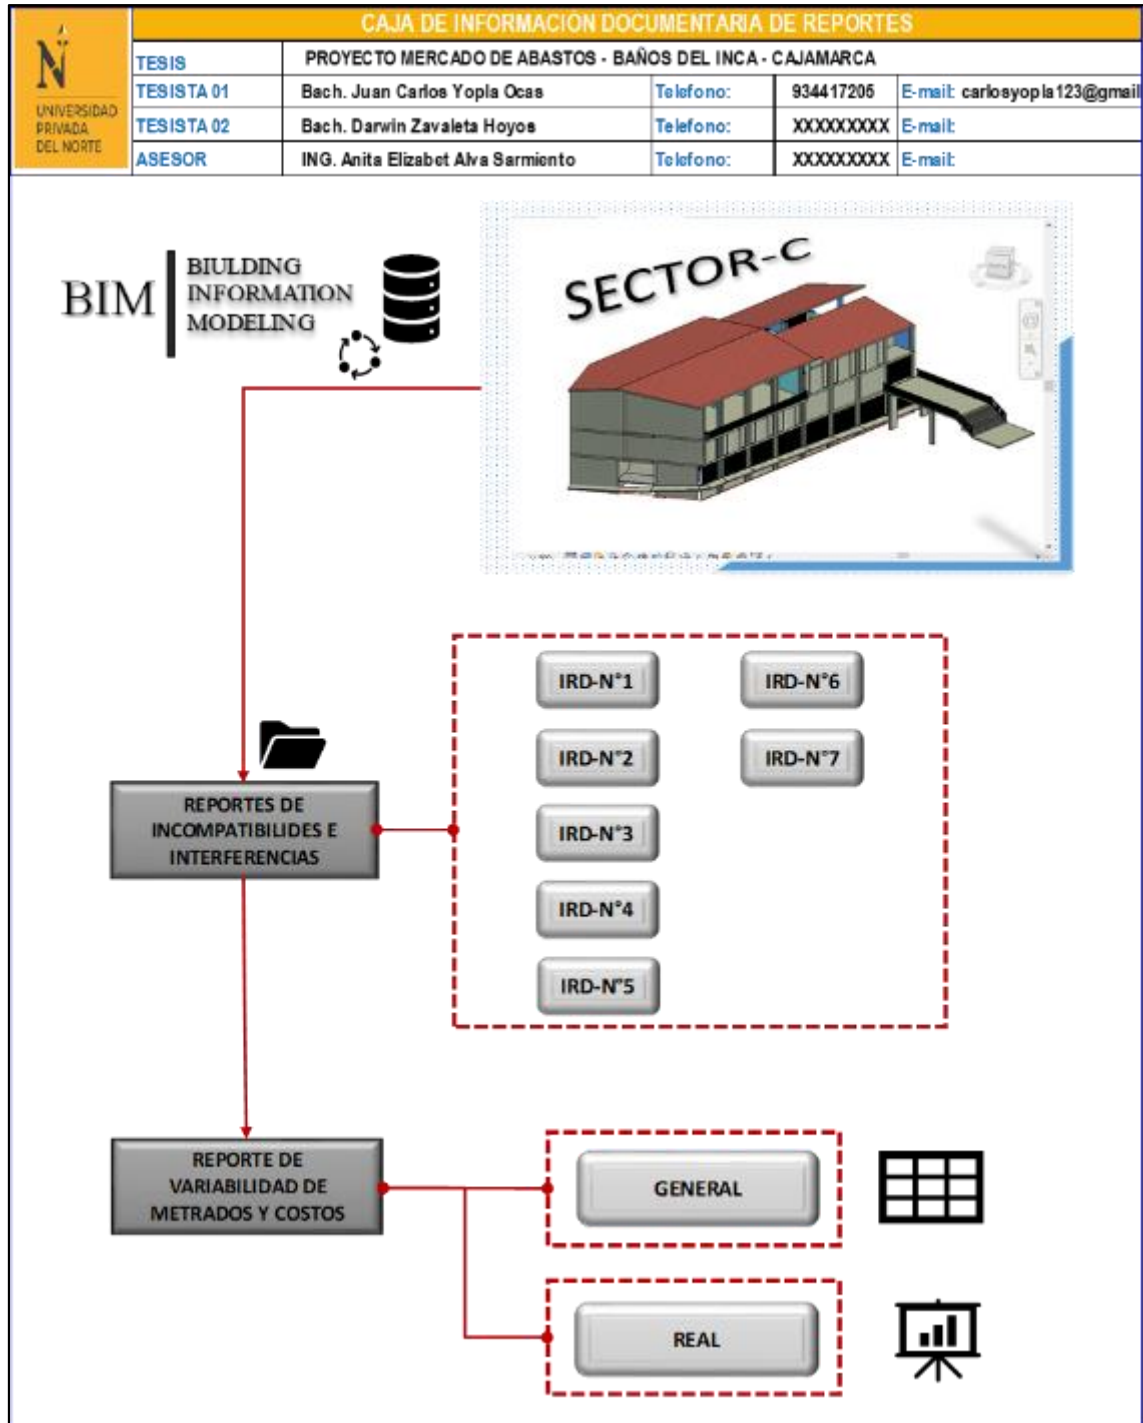 CAJA DE INFORMACIÓN DOCUMENTARIA DE REPORTES
N
UNIVERSIDAD
PRIVADA
DEL NORTE
TESIS PROYECTO MERCADO DE ABASTOS - BAÑOS DEL INCA - CAJAMARCA
TESISTA 01 Bach. Juan Carlos Yopla Ocas Telefono: 934417205 E-mail: carlosyopla123@gmail
TESISTA 02 Bach. Darwin Zavaleta Hoyos Telefono: XXXXXXXXX E-mail:
ASESOR ING. Anita Elizabet Alva Sarmiento Telefono: XXXXXXXXX E-mail:
BIM
BIULDING
INFORMATION
MODELING
SECTOR-C
IRD-N°1 IRD-N°6
IRD-N°2 IRD-N°7
IRD-N°3
IRD-N°4
IRD-N°5
REPORTES DE
INCOMPATIBILIDES E
INTERFERENCIAS
REPORTE DE
VARIABILIDAD DE
METRADOS Y COSTOS
GENERAL
REAL